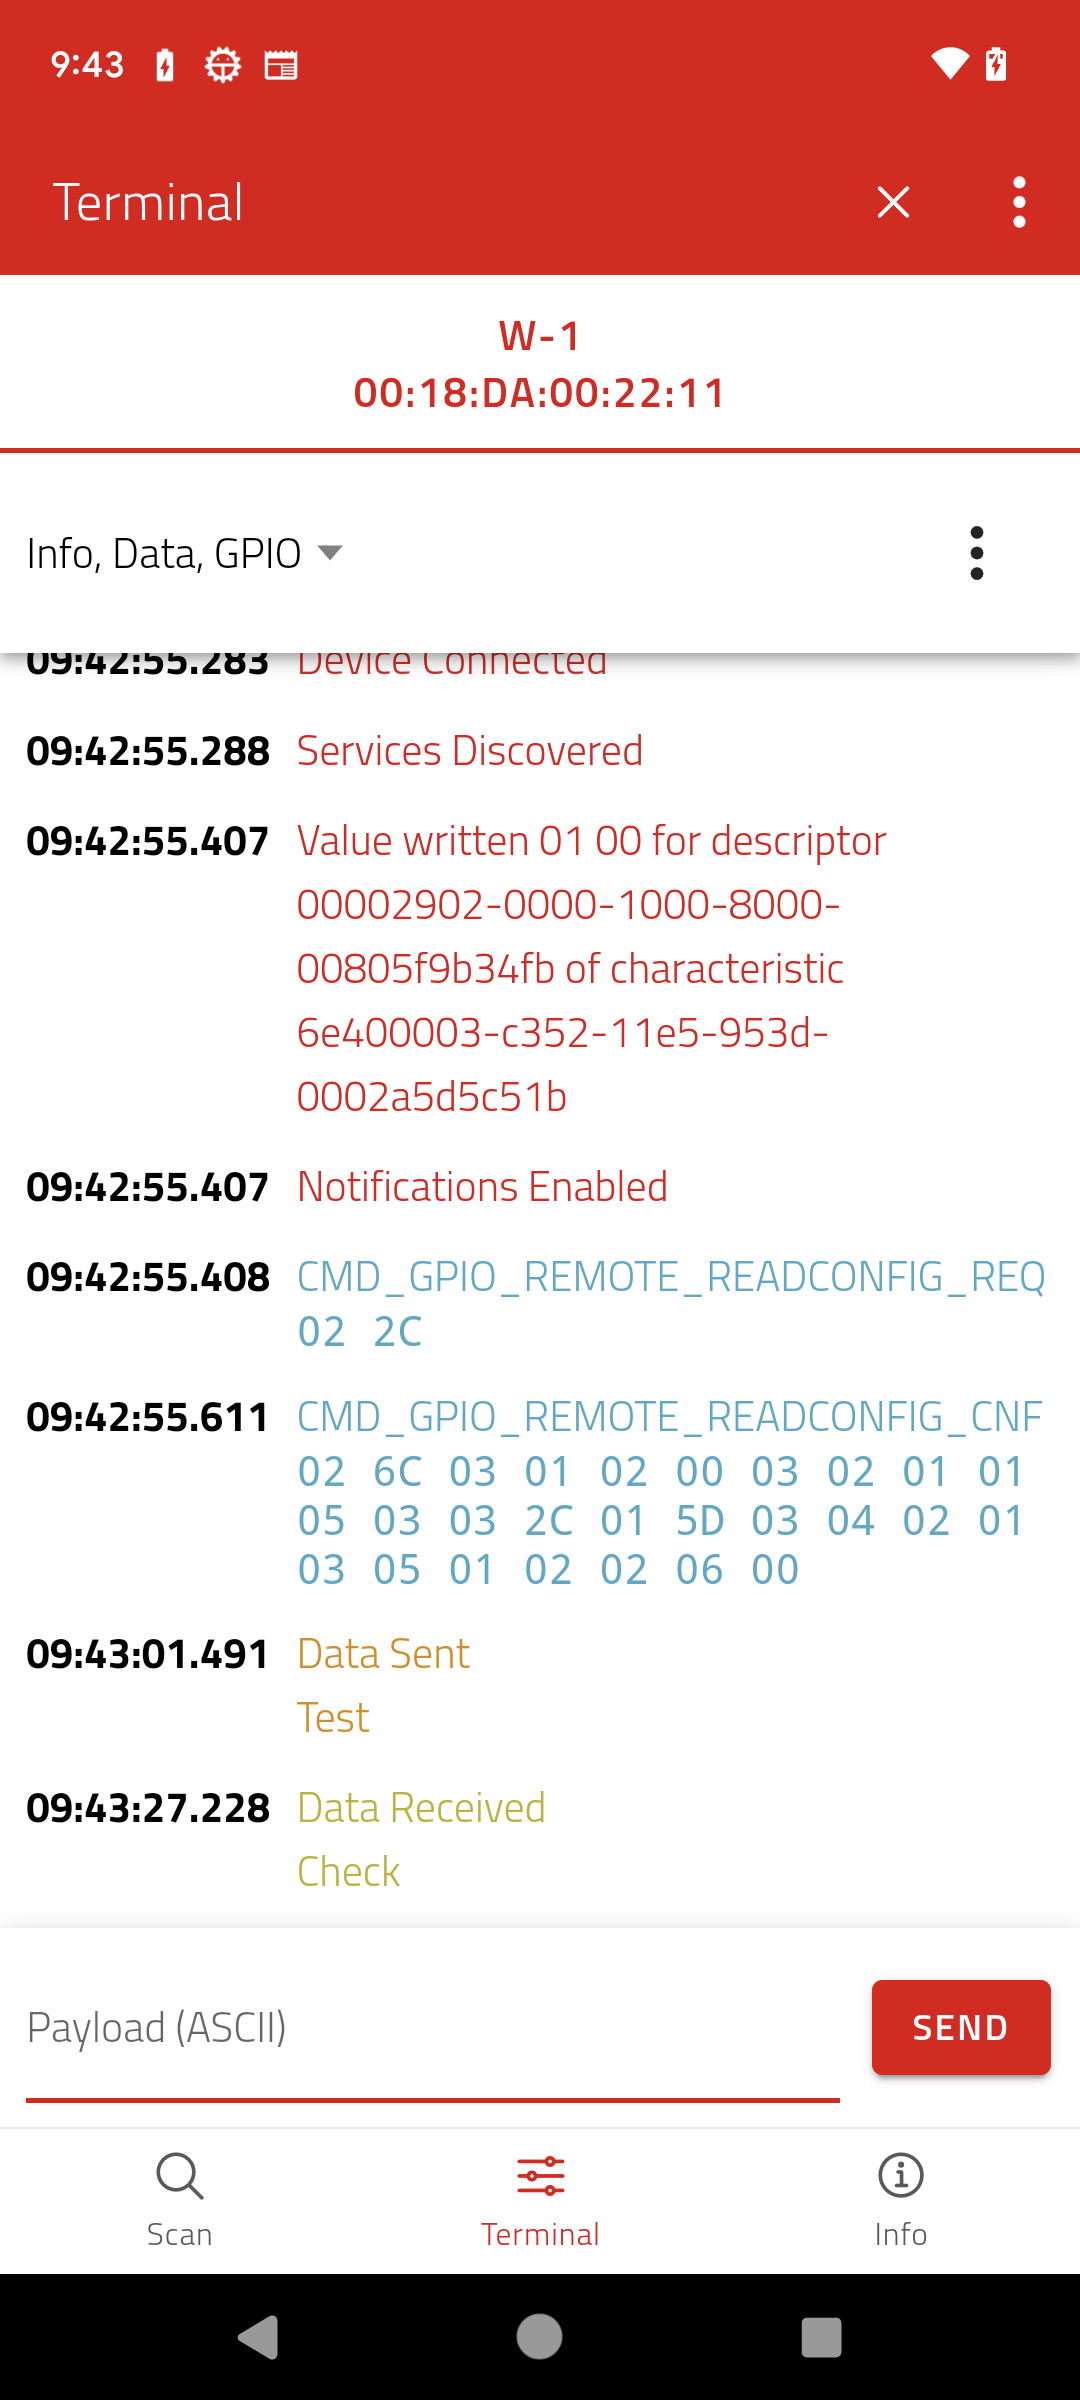 9:43
Terminal
W-1
00:18:DA:00:22:11
Info, Data, GPIO
09:42:55.283 Device Connected
09:42:55.288 Services Discovered
09:42:55.407 Value written 01 00 for descriptor
00002902-0000-1000-8000-
00805f9b34fb of characteristic
6e400003-c352-11e5-953d-
0002a5d5c51b
09:42:55.407 Notifications Enabled
09:42:55.408 CMD_GPIO_REMOTE_READCONFIG_REQ
02 2C
09:42:55.611 CMD_GPIO_REMOTE_READCONFIG_CNF
02 6C 03 01 02 00 03 02 01 01
05 03 03 2C 01 5D 03 04 02 01
03 05 01 02 02 06 00
09:43:01.491 Data Sent
Test
09:43:27.228 Data Received
Check
Payload (ASCII)
SEND
Scan
Terminal
Info